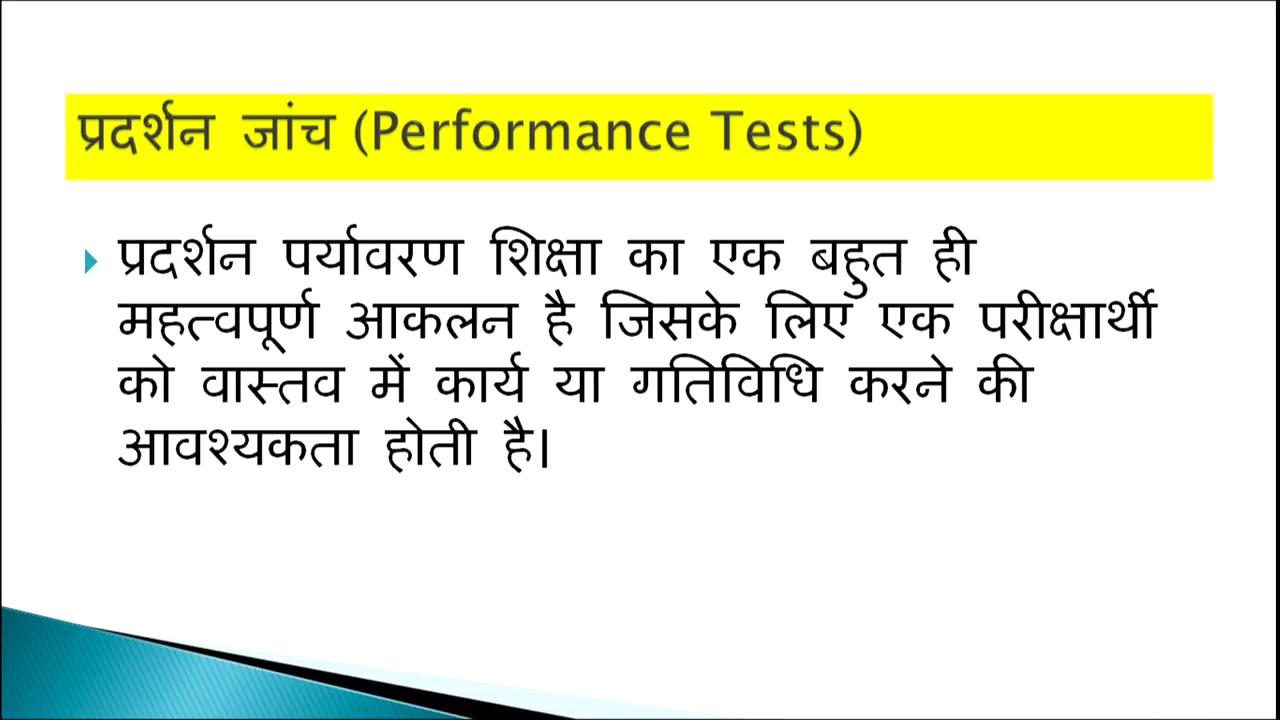 प्रदर्शन जांच (Performance Tests)
प्रदर्शन पर्यावरण शिक्षा का एक बहुत ही
महत्वपूर्ण आकलन है जिसके लिए एक परीक्षार्थी
को वास्तव में कार्य या गतिविधि करने की
आवश्यकता होती है।